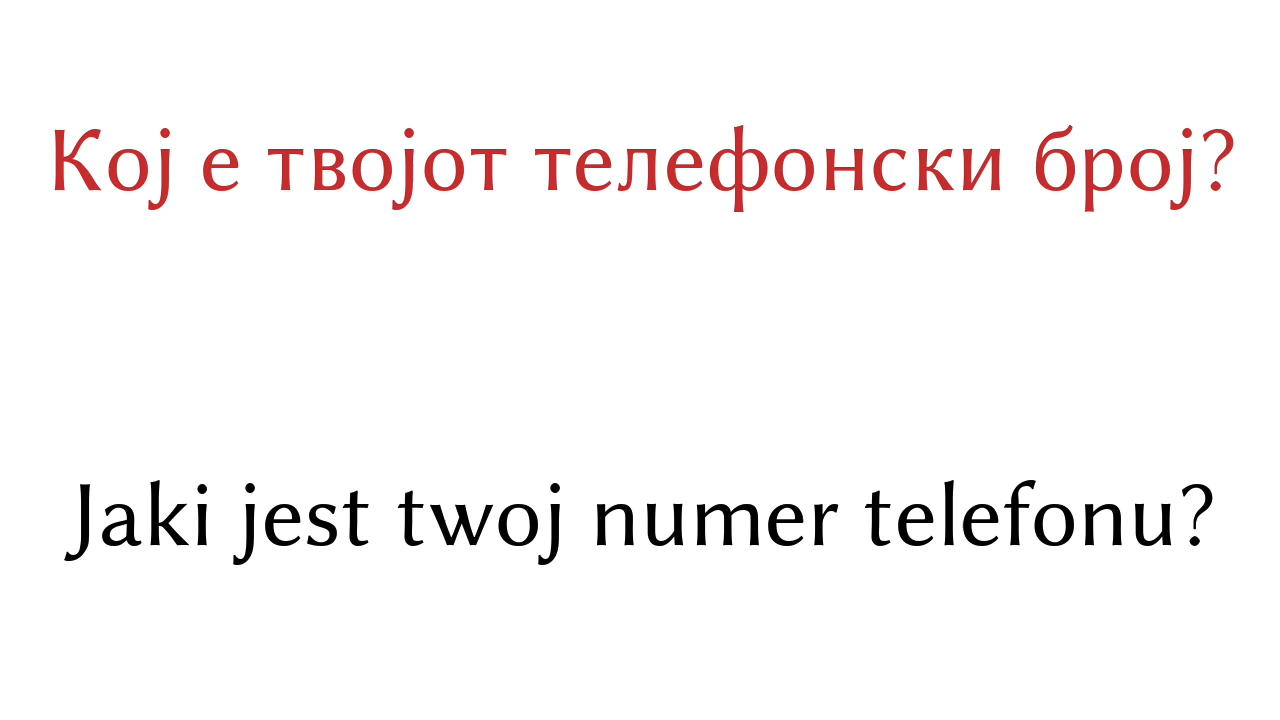 Кој е твојот телефонски број?
Jaki jest twoj numer telefonu?